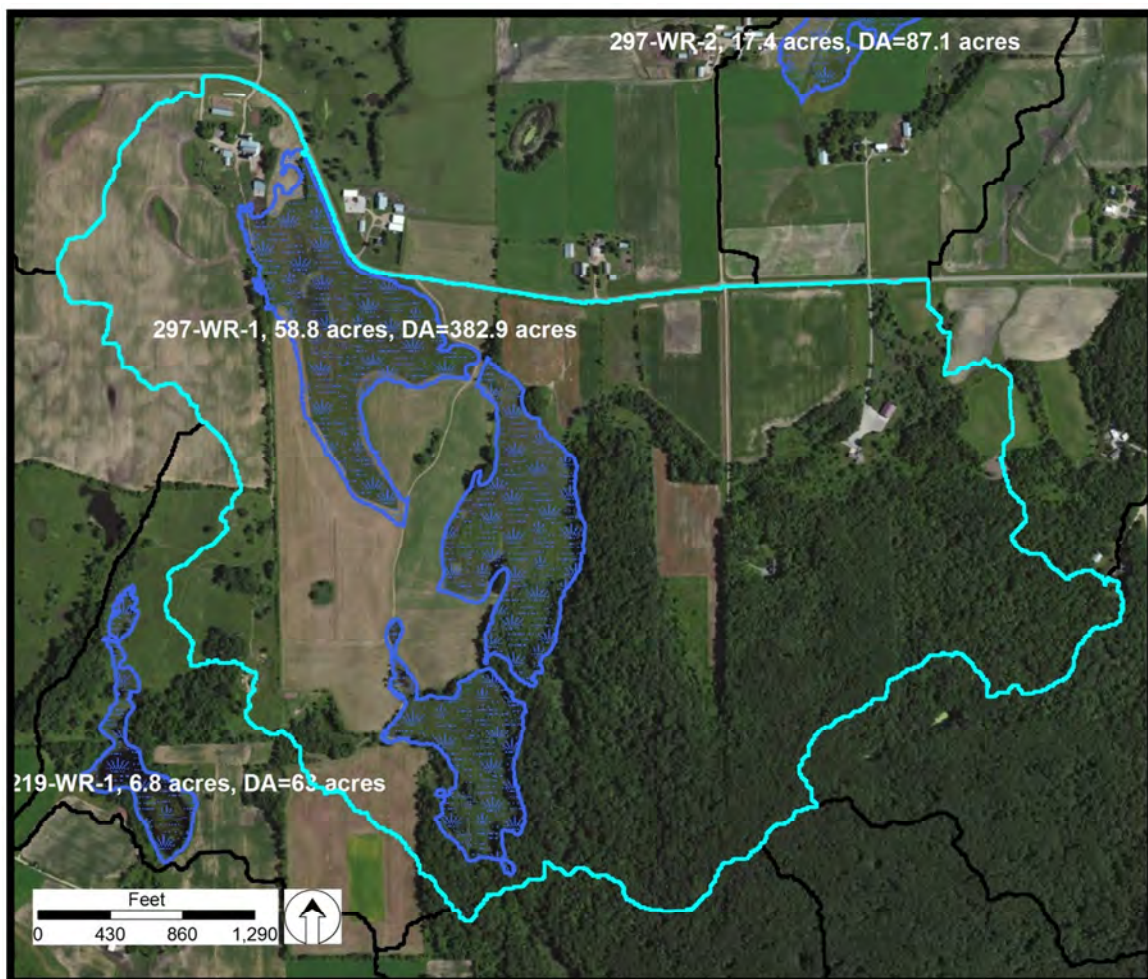 297-WR-2, 17.4 acres, DA=87.1 acres
297-WR-1, 58.8 acres, DA=382.9 acres
219-WR-1, 6.8 acres, DA=63 acres
Feet
0 430 860 1,290